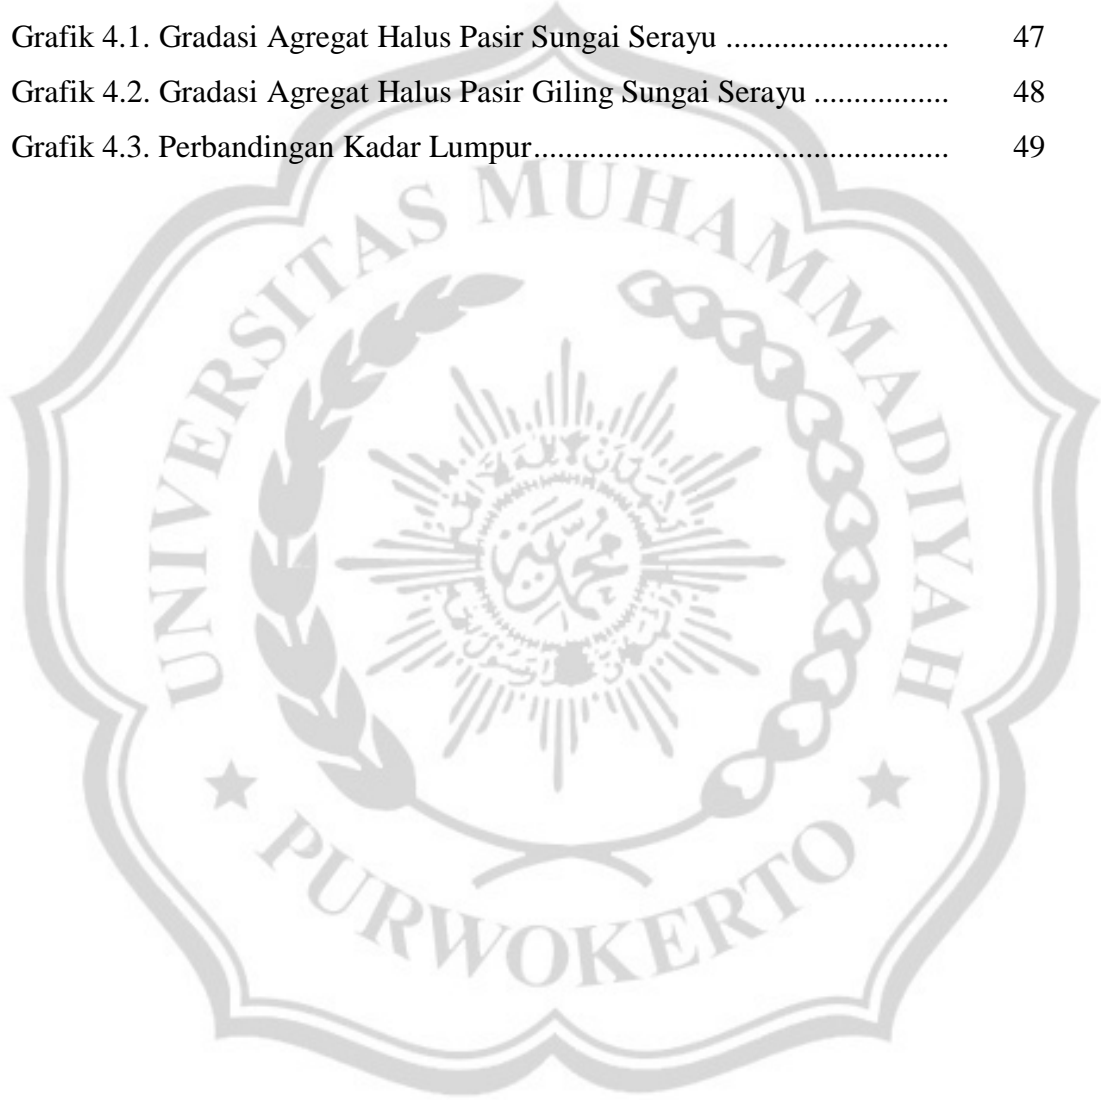 Grafik 4.1. Gradasi Agregat Halus Pasir Sungai Serayu ........................... 47
Grafik 4.2. Gradasi Agregat Halus Pasir Giling Sungai Serayu ................. 48
Grafik 4.3. Perbandingan Kadar Lumpur.................................................... 49
UNIVERSITAS MUHAMMADIYAH
PURWOKERTO